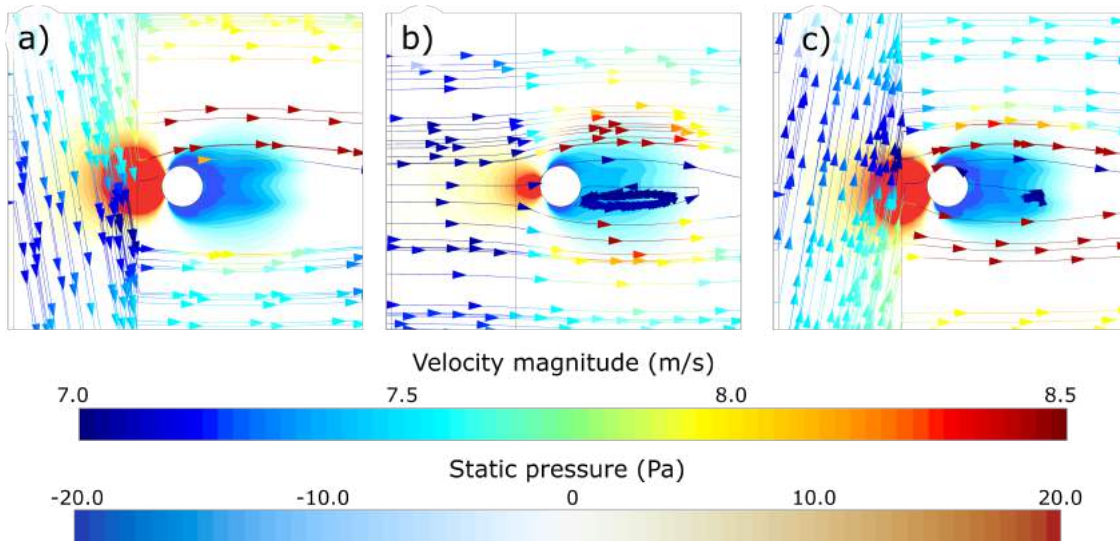 a) b) c)
Velocity magnitude (m/s)
7.0 7.5 8.0 8.5
Static pressure (Pa)
-20.0 -10.0 0 10.0 20.0